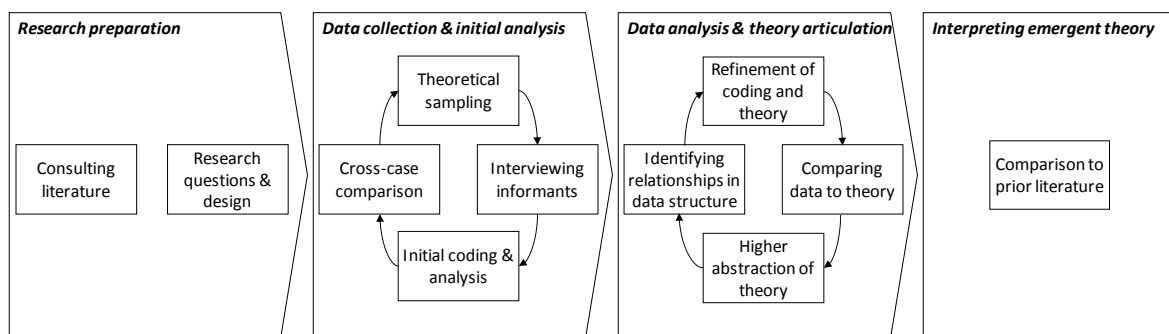 Research preparation
Consulting
literature
Research
questions &
design
Data collection & initial analysis
Theoretical
sampling
Cross-case
comparison
Interviewing
informants
Initial coding &
analysis
Data analysis & theory articulation
Refinement of
coding and
theory
Identifying
relationships in
data structure
Comparing
data to theory
Higher
abstraction of
theory
Interpreting emergent theory
Comparison to
prior literature